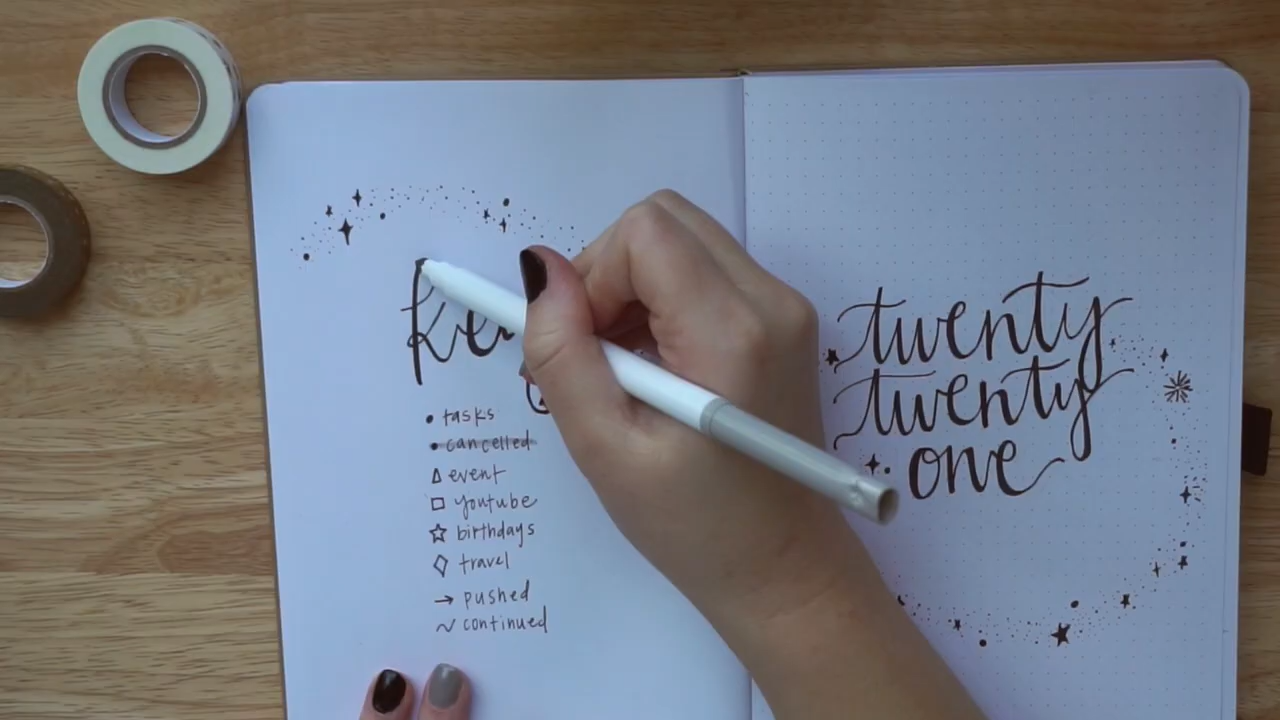 • tasks
• cancelled
event
youtube
birthdays
travel
→ pushed
~ continued
twenty
twenty
one